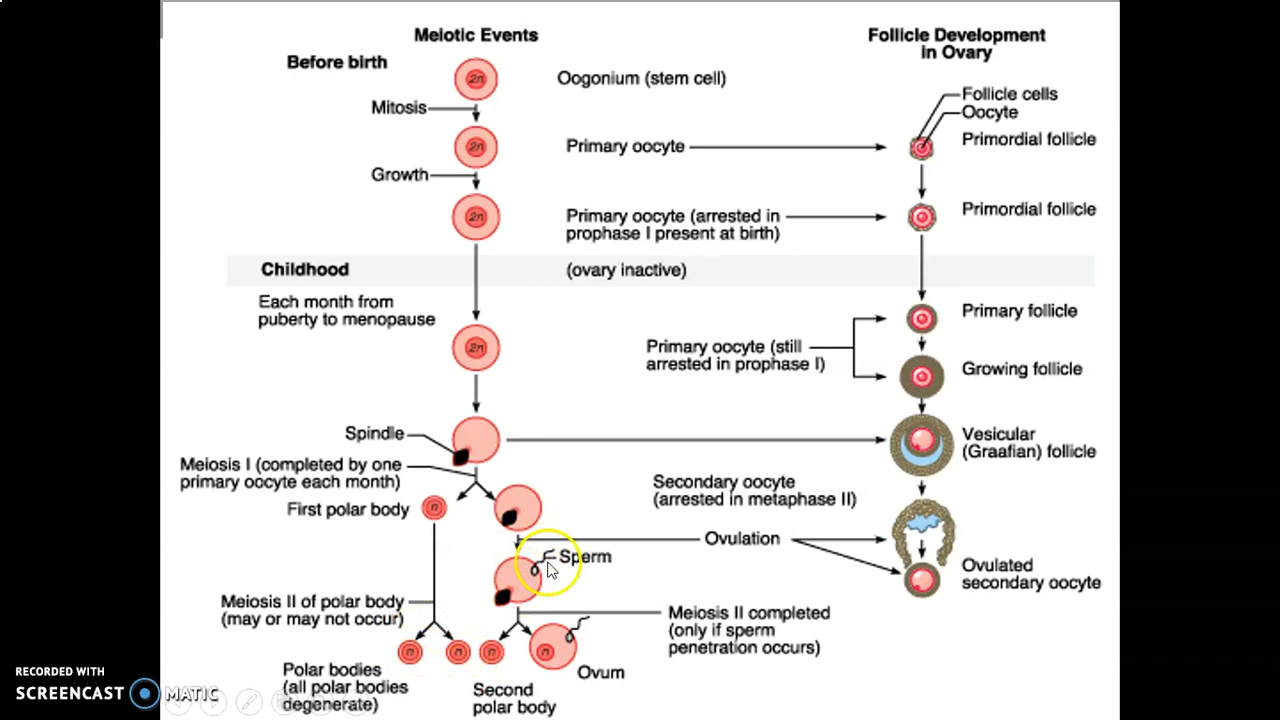 Meiotic Events
Follicle Development
in Ovary
Before birth
2n
Oogonium (stem cell)
Mitosis
Follicle cells
Oocyte
2n
Primary oocyte
Primordial follicle
Growth
2n
Primary oocyte (arrested in
prophase I present at birth)
Primordial follicle
Childhood
(ovary inactive)
Each month from
puberty to menopause
Primary follicle
2n
Primary oocyte (still
arrested in prophase I)
Growing follicle
Spindle
Vesicular
(Graafian) follicle
Meiosis I (completed by one
primary oocyte each month)
Secondary oocyte
(arrested in metaphase II)
First polar body
n
Ovulation
Sperm
Ovulated
secondary oocyte
Meiosis II of polar body
(may or may not occur)
Meiosis II completed
(only if sperm
penetration occurs)
n
n
n
n
Polar bodies
(all polar bodies
degenerate)
Second
polar body
Ovum
RECORDED WITH
SCREENCAST MATIC